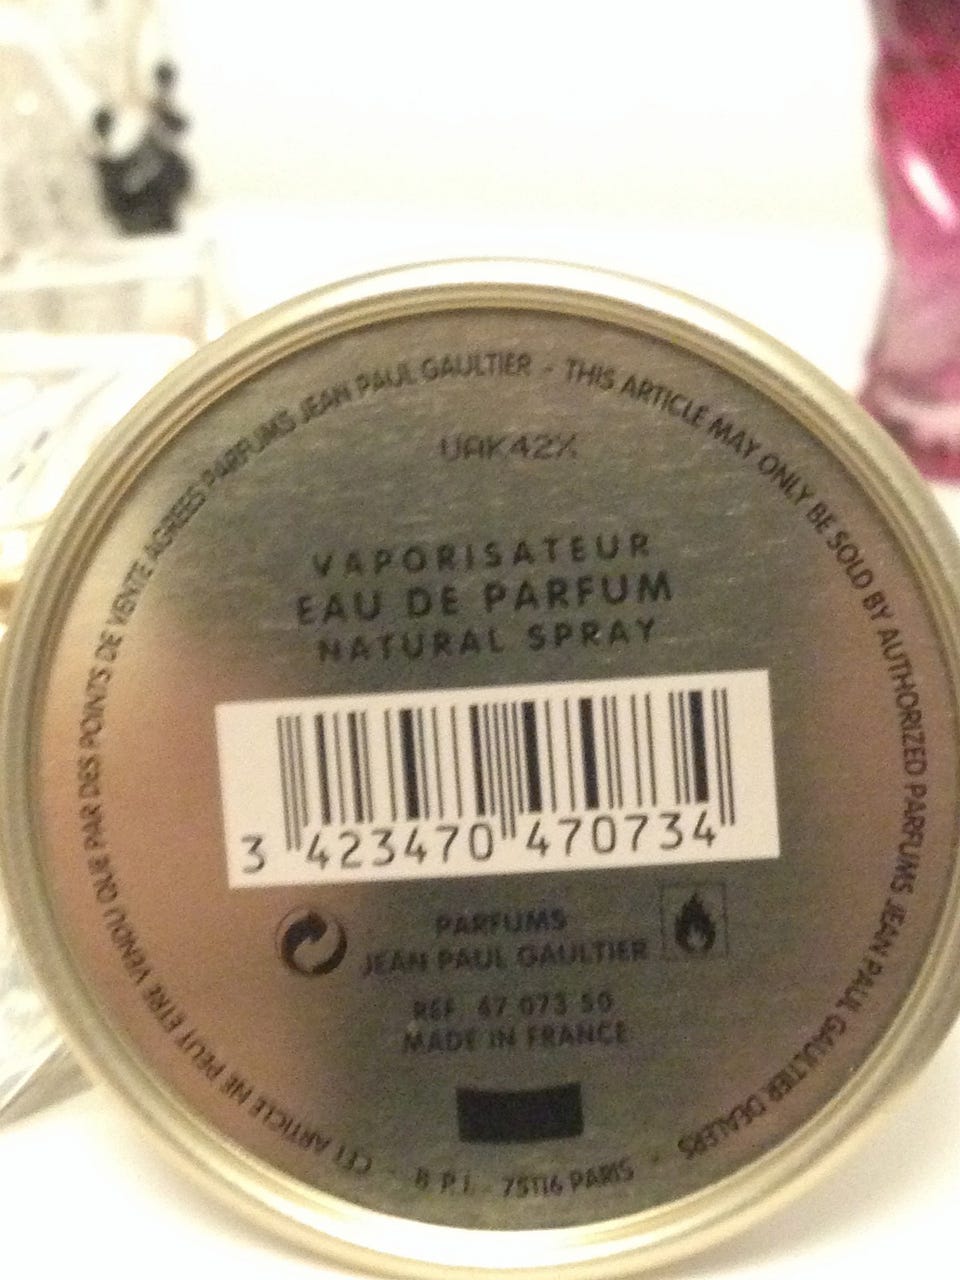 CET ARTICLE NE PEUT ETRE VENDU QUE PAR DES POINTS DE VENTE AGREES PARFUMS JEAN PAUL GAULTIER - THIS ARTICLE MAY ONLY BE SOLD BY AUTHORIZED PARFUMS JEAN PAUL GAULTIER DEALERS
UAK42X
VAPORISATEUR
EAU DE PARFUM
NATURAL SPRAY
3 423470 470734
PARFUMS
JEAN PAUL GAULTIER
REF 47 073 50
MADE IN FRANCE
B.P.I. - 75116 PARIS